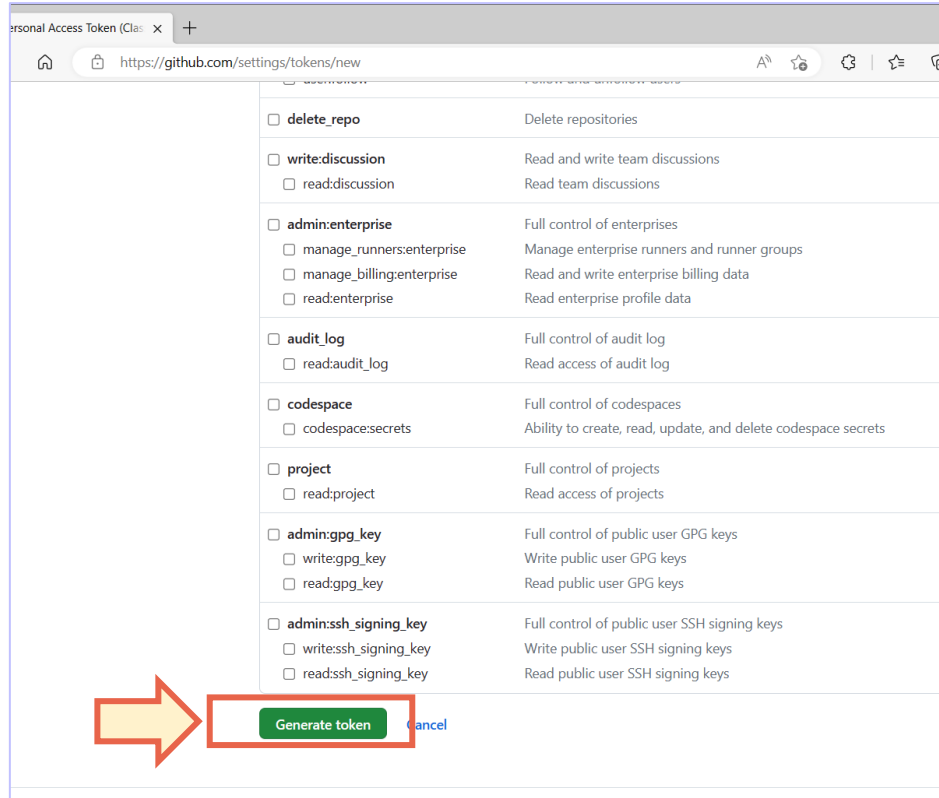 ersonal Access Token (Clas
https://github.com/settings/tokens/new
delete_repo Delete repositories
write:discussion Read and write team discussions
read:discussion Read team discussions
admin:enterprise Full control of enterprises
manage_runners:enterprise Manage enterprise runners and runner groups
manage_billing:enterprise Read and write enterprise billing data
read:enterprise Read enterprise profile data
audit_log Full control of audit log
read:audit_log Read access of audit log
codespace Full control of codespaces
codespace:secrets Ability to create, read, update, and delete codespace secrets
project Full control of projects
read:project Read access of projects
admin:gpg_key Full control of public user GPG keys
write:gpg_key Write public user GPG keys
read:gpg_key Read public user GPG keys
admin:ssh_signing_key Full control of public user SSH signing keys
write:ssh_signing_key Write public user SSH signing keys
read:ssh_signing_key Read public user SSH signing keys
Generate token Cancel